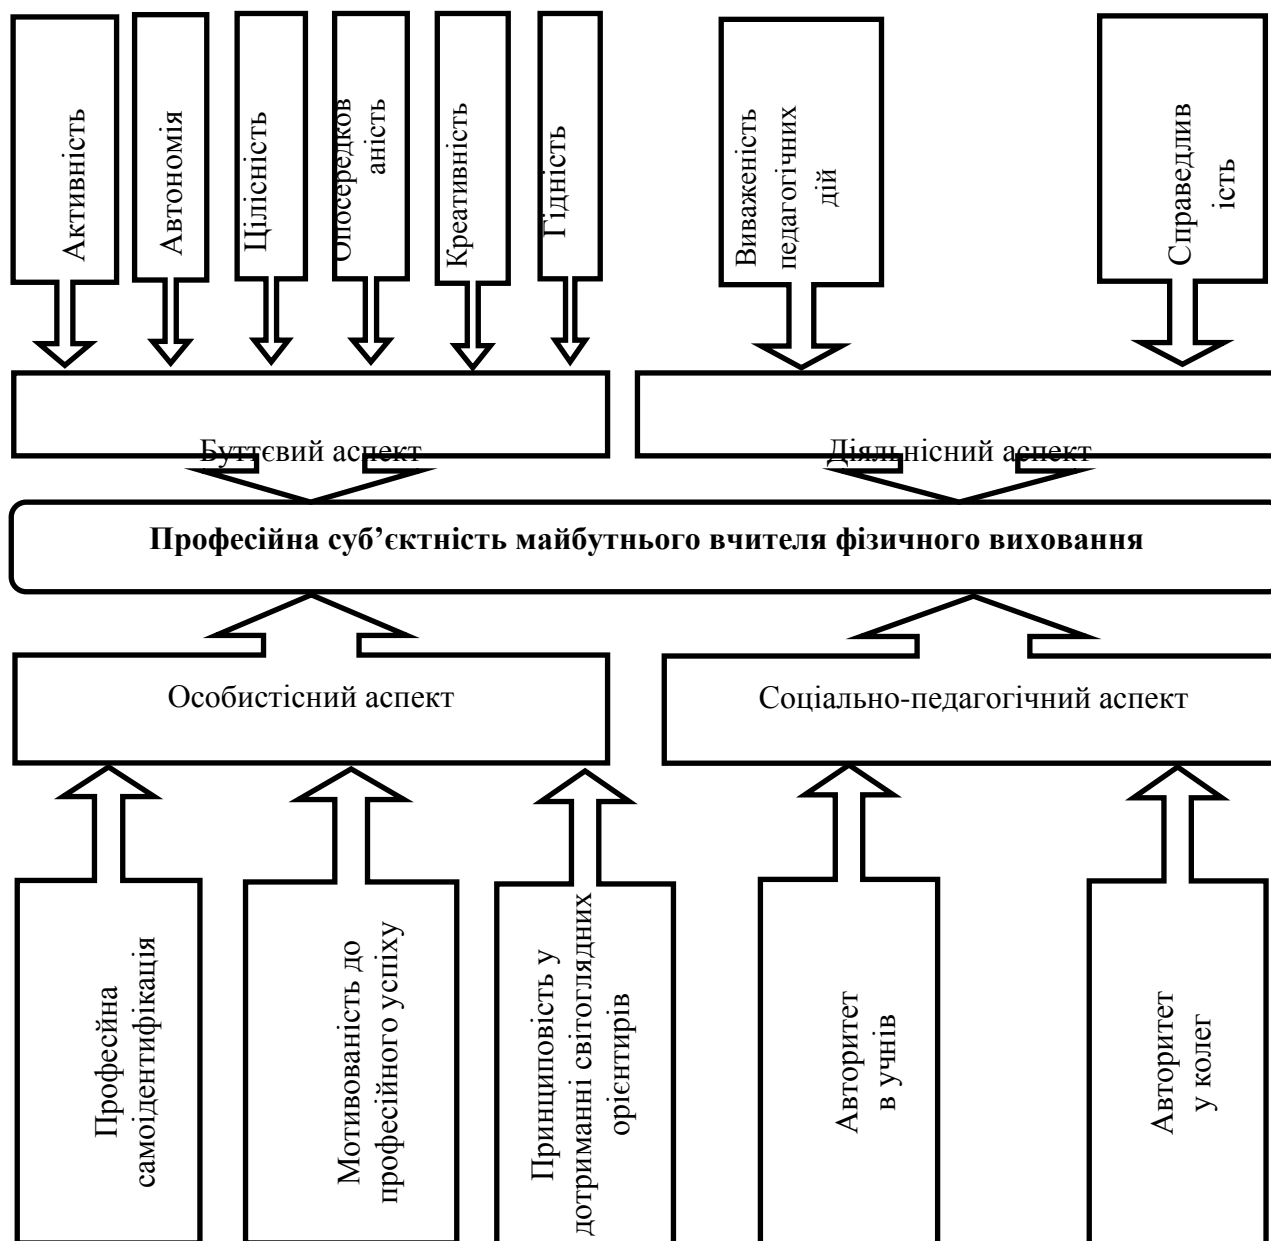 Активність
Автономія
Цілісність
Опосередков
аність
Креативність
Гідність
Виваженість
педагогічних
дій
Справедлив
ість
Буттєвий аспект
Діяльнісний аспект
Професійна суб’єктність майбутнього вчителя фізичного виховання
Особистісний аспект
Соціально-педагогічний аспект
Професійна
самоідентифікація
Мотивованість до
професійного успіху
Принциповість у
дотриманні світоглядних
орієнтирів
Авторитет
в учнів
Авторитет
у колег